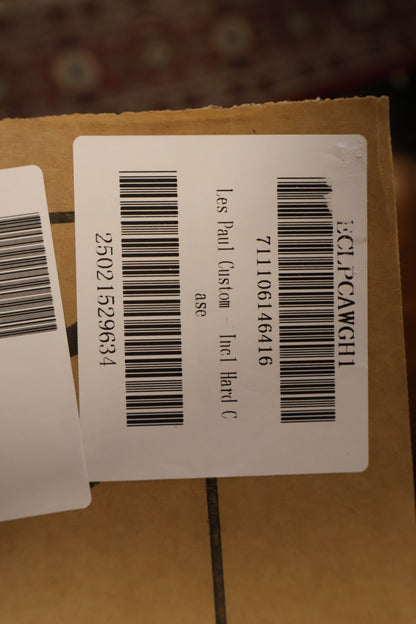 ECLPCAWGH1
711106146416
Les Paul Custom - Incl Hard C
ase
25021529634